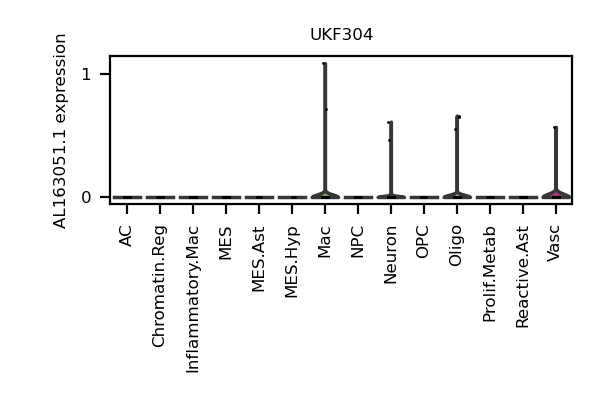 UKF304
AL163051.1 expression
1
0
AC
Chromatin.Reg
Inflammatory.Mac
MES
MES.Ast
MES.Hyp
Mac
NPC
Neuron
OPC
Oligo
Prolif.Metab
Reactive.Ast
Vasc